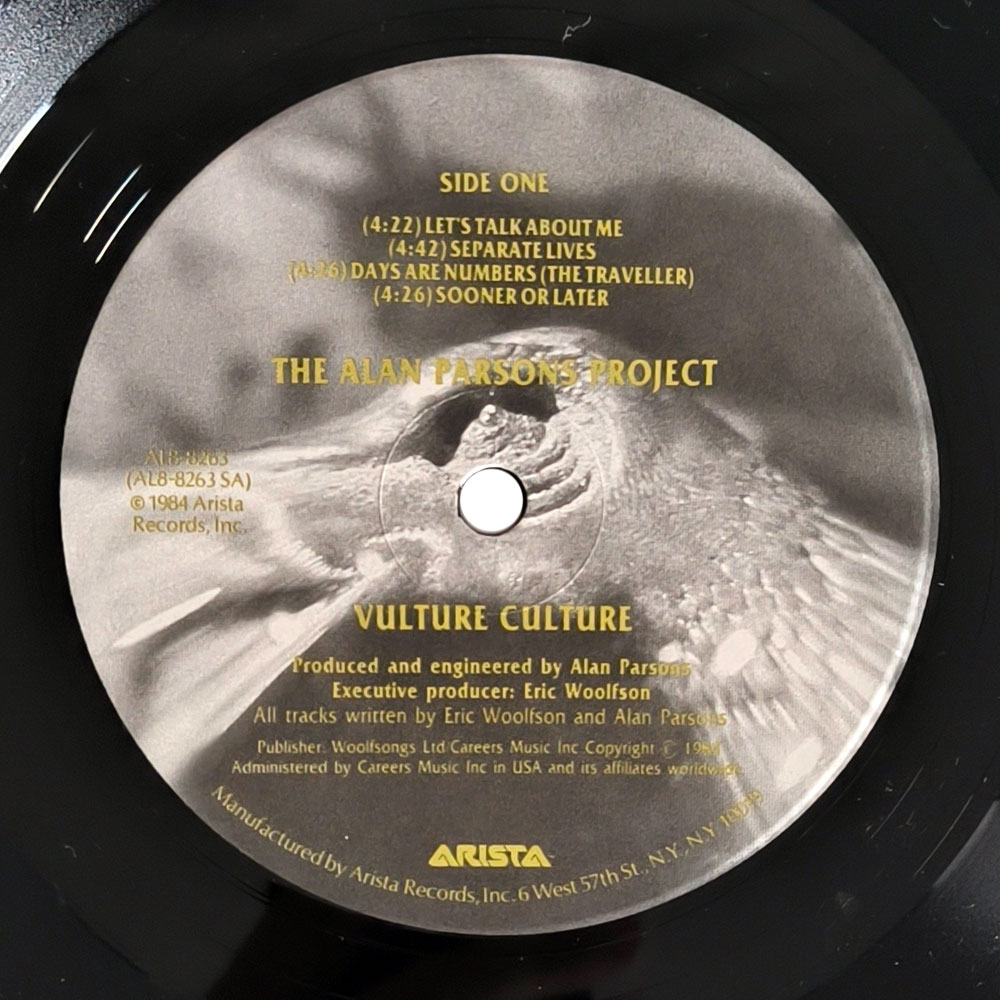 SIDE ONE
(4:22) LET'S TALK ABOUT ME
(4:42) SEPARATE LIVES
(4:26) DAYS ARE NUMBERS (THE TRAVELLER)
(4:26) SOONER OR LATER
THE ALAN PARSONS PROJECT
AL8-8263
(AL8-8263 SA)
© 1984 Arista
Records, Inc.
VULTURE CULTURE
Produced and engineered by Alan Parsons
Executive producer: Eric Woolfson
All tracks written by Eric Woolfson and Alan Parsons
Publisher: Woolfsongs Ltd/Careers Music Inc Copyright © 1984
Administered by Careers Music Inc in USA and its affiliates worldwide
ARISTA
Manufactured by Arista Records, Inc. 6 West 57th St., N.Y., N.Y. 10019